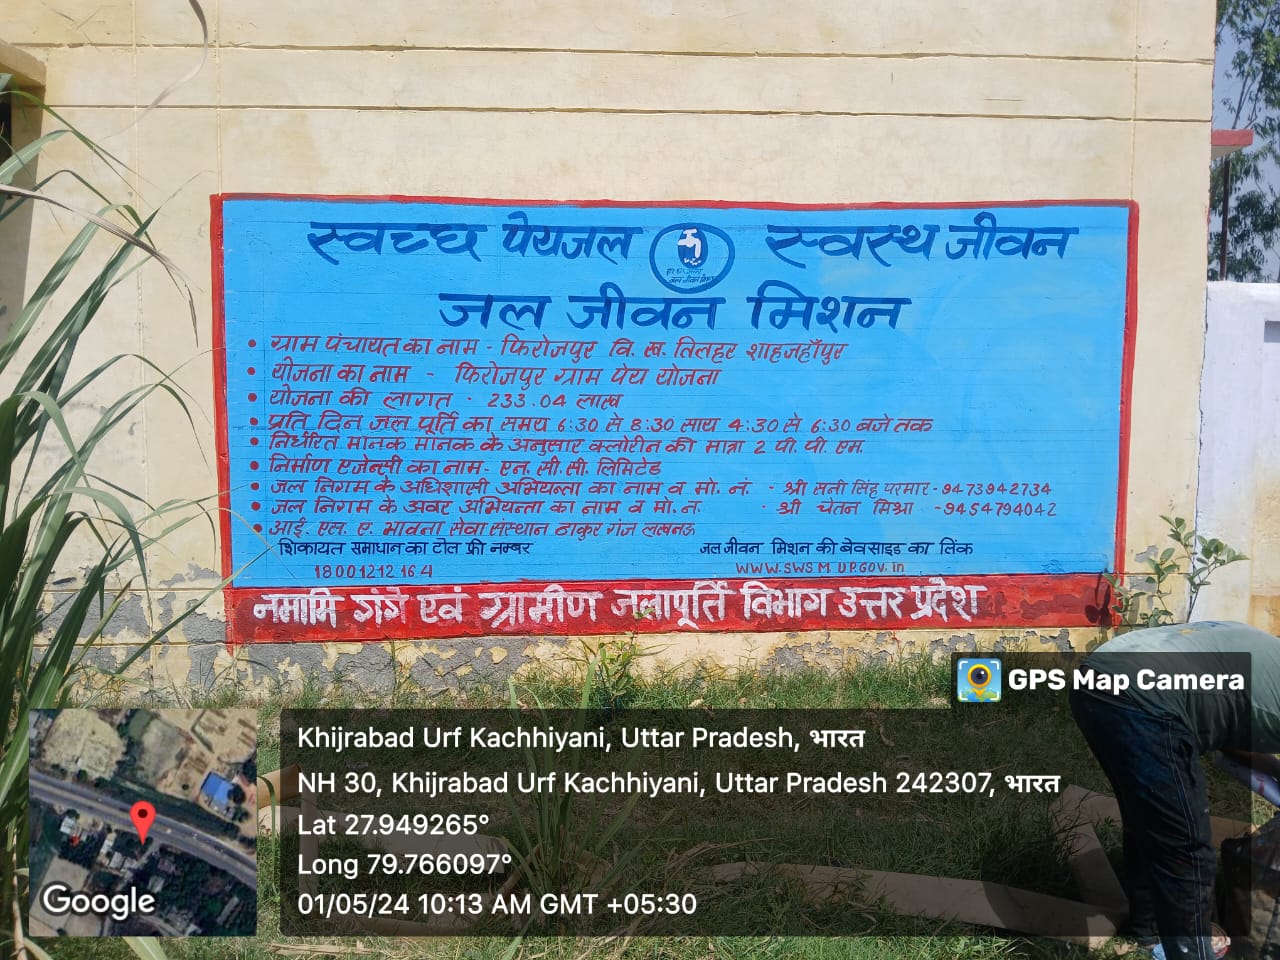 स्वच्छ पेयजल स्वस्थ जीवन
जल जीवन मिशन
• ग्राम पंचायत का नाम - फिरोजपुर वि. ख. तिलहर शाहजहाँपुर
• योजना का नाम - फिरोजपुर ग्राम पेय योजना
• योजना की लागत - 233.04 लाख
• प्रति दिन जल पूर्ति का समय 6:30 से 8:30 साय 4:30 से 6:30 बजे तक
• निर्धरित मानक मानक के अनुसार क्लोरीन की मात्रा 2 पी. पी. एम.
• निर्माण एजेन्सी का नाम- एन. सी. सी. लिमिटेड
• जल निगम के अधिशासी अभियन्ता का नाम व मो. नं. - श्री सनी सिंह परमार - 9473942734
• जल निगम के अवर अभियन्ता का नाम व मो. न. - श्री चेतन मिश्रा - 9454794042
• आई. एस. ए. भावना सेवा संस्थान ठाकुर गंज लखनऊ
शिकायत समाधान का टोल फ्री नम्बर
18001212164
जल जीवन मिशन की बेवसाइड का लिंक
WWW.SWSM.UP.GOV.in
नमामि गंगे एवं ग्रामीण जलापूर्ति विभाग उत्तर प्रदेश
GPS Map Camera
Khijrabad Urf Kachhiyani, Uttar Pradesh, भारत
NH 30, Khijrabad Urf Kachhiyani, Uttar Pradesh 242307, भारत
Lat 27.949265°
Long 79.766097°
01/05/24 10:13 AM GMT +05:30
Google